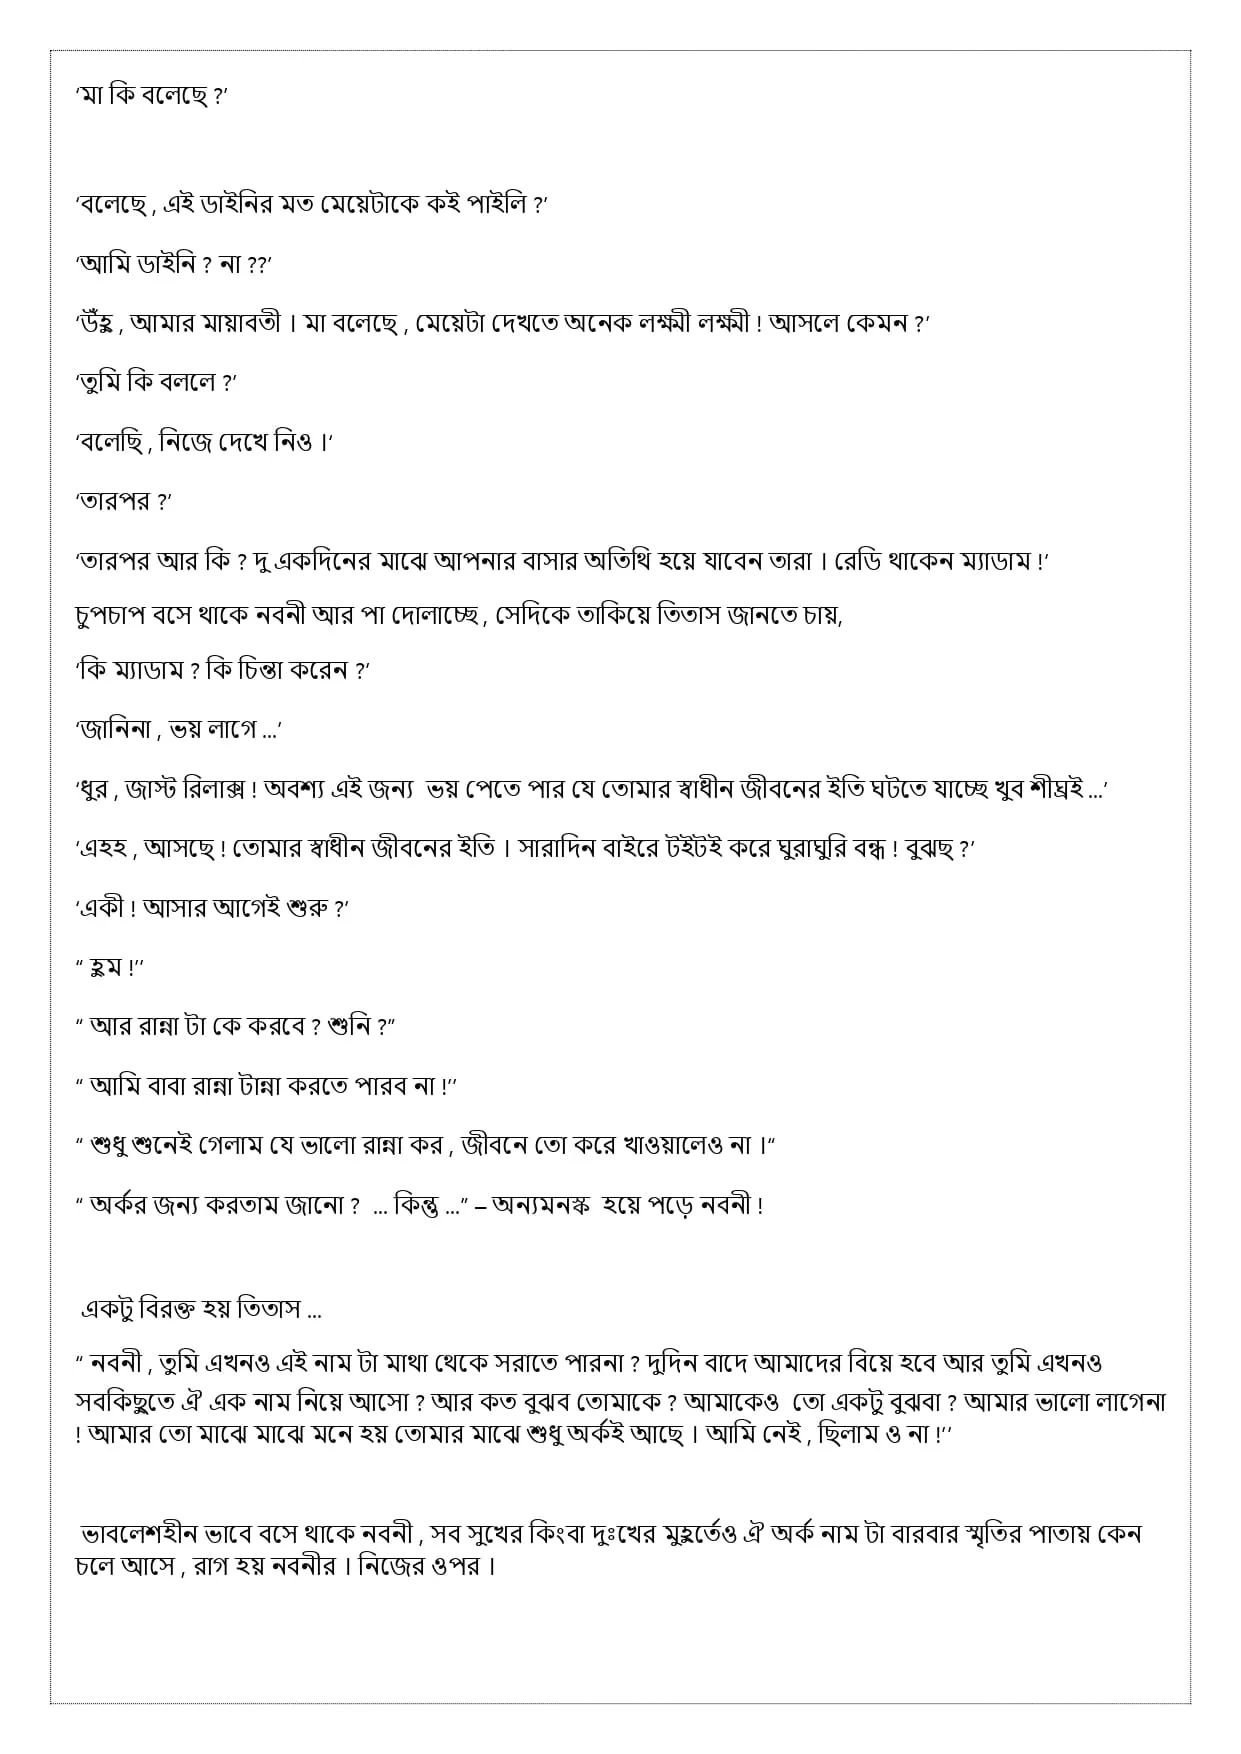 ‘মা কি বলেছে ?’
‘বলেছে , এই ডাইনির মত মেয়েটাকে কই পাইলি ?’
‘আমি ডাইনি ? না ??’
‘উঁহু , আমার মায়াবতী । মা বলেছে , মেয়েটা দেখতে অনেক লক্ষ্মী লক্ষ্মী ! আসলে কেমন ?’
‘তুমি কি বললে ?’
‘বলেছি , নিজে দেখে নিও ।‘
‘তারপর ?’
‘তারপর আর কি ? দু একদিনের মাঝে আপনার বাসার অতিথি হয়ে যাবেন তারা । রেডি থাকেন ম্যাডাম !’
চুপচাপ বসে থাকে নবনী আর পা দোলাচ্ছে , সেদিকে তাকিয়ে তিতাস জানতে চায়,
‘কি ম্যাডাম ? কি চিন্তা করেন ?’
‘জানিনা , ভয় লাগে ...’
‘ধুর , জাস্ট রিলাক্স ! অবশ্য এই জন্য  ভয় পেতে পার যে তোমার স্বাধীন জীবনের ইতি ঘটতে যাচ্ছে খুব শীঘ্রই ...’
‘এহহ , আসছে ! তোমার স্বাধীন জীবনের ইতি । সারাদিন বাইরে টইটই করে ঘুরাঘুরি বন্ধ ! বুঝছ ?’
‘একী ! আসার আগেই শুরু ?’
“ হুম !’’
“ আর রান্না টা কে করবে ? শুনি ?”
“ আমি বাবা রান্না টান্না করতে পারব না !’’
“ শুধু শুনেই গেলাম যে ভালো রান্না কর , জীবনে তো করে খাওয়ালেও না ।“
“ অর্কর জন্য করতাম জানো ?  ... কিন্তু ...” – অন্যমনস্ক  হয়ে পড়ে নবনী !
একটু বিরক্ত হয় তিতাস ...
“ নবনী , তুমি এখনও এই নাম টা মাথা থেকে সরাতে পারনা ? দুদিন বাদে আমাদের বিয়ে হবে আর তুমি এখনও
সবকিছুতে ঐ এক নাম নিয়ে আসো ? আর কত বুঝব তোমাকে ? আমাকেও  তো একটু বুঝবা ? আমার ভালো লাগেনা
! আমার তো মাঝে মাঝে মনে হয় তোমার মাঝে শুধু অর্কই আছে । আমি নেই , ছিলাম ও না !’’
ভাবলেশহীন ভাবে বসে থাকে নবনী , সব সুখের কিংবা দুঃখের মুহূর্তেও ঐ অর্ক নাম টা বারবার স্মৃতির পাতায় কেন
চলে আসে , রাগ হয় নবনীর । নিজের ওপর ।